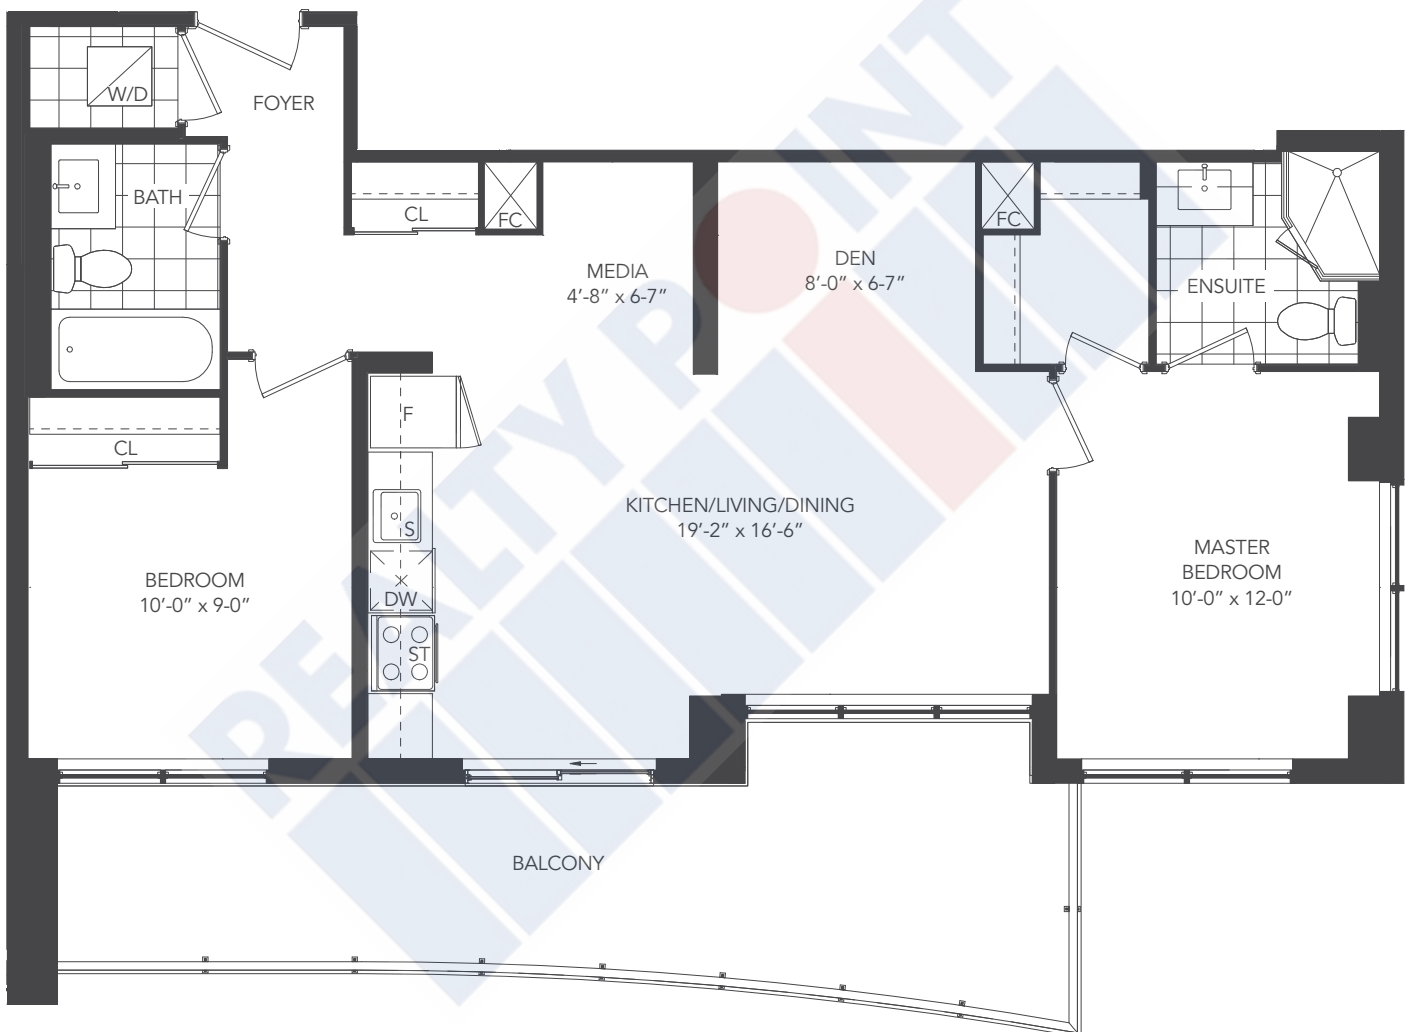 W/D
FOYER
BATH
CL
FC
MEDIA
4'-8" x 6-7"
DEN
8'-0" x 6-7"
FC
ENSUITE
CL
F
S
DW
ST
KITCHEN/LIVING/DINING
19'-2" x 16'-6"
BEDROOM
10'-0" x 9-0"
MASTER
BEDROOM
10'-0" x 12-0"
BALCONY
REALTY POINT